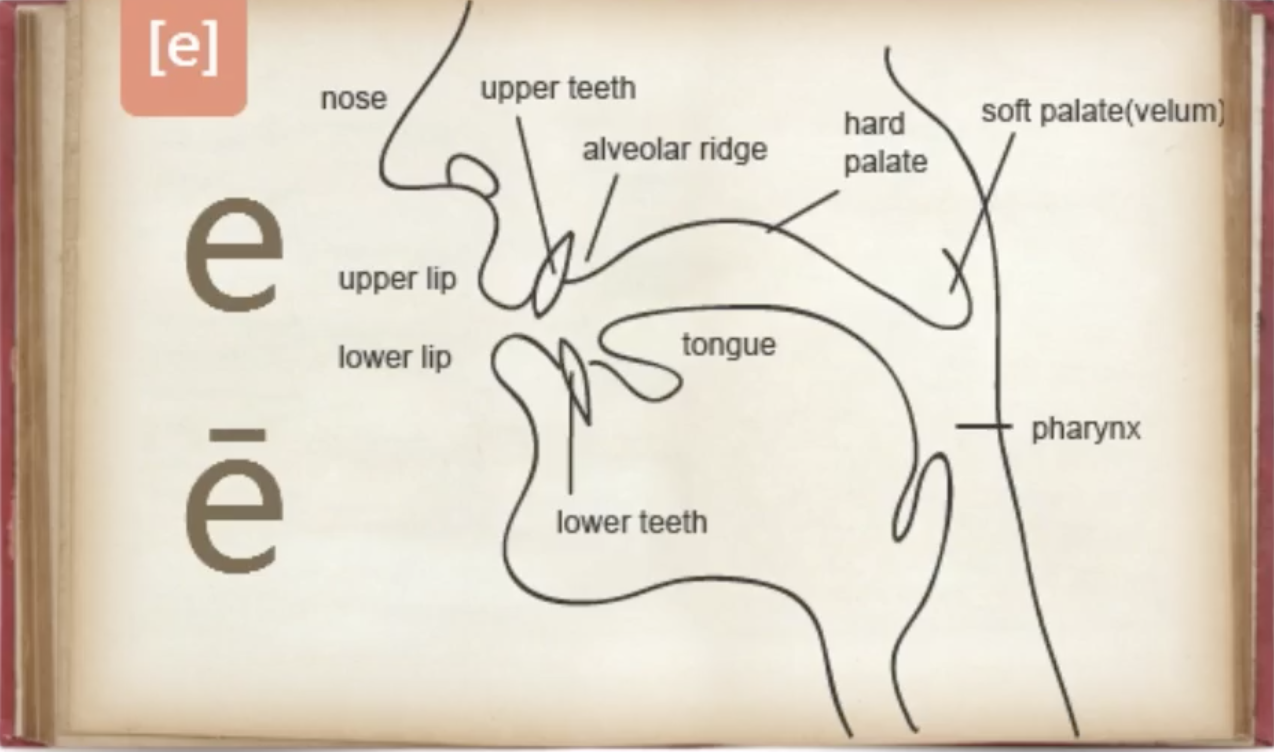 [e]
nose
upper teeth
alveolar ridge
hard
palate
soft palate(velum)
e
upper lip
lower lip
tongue
ē
pharynx
lower teeth